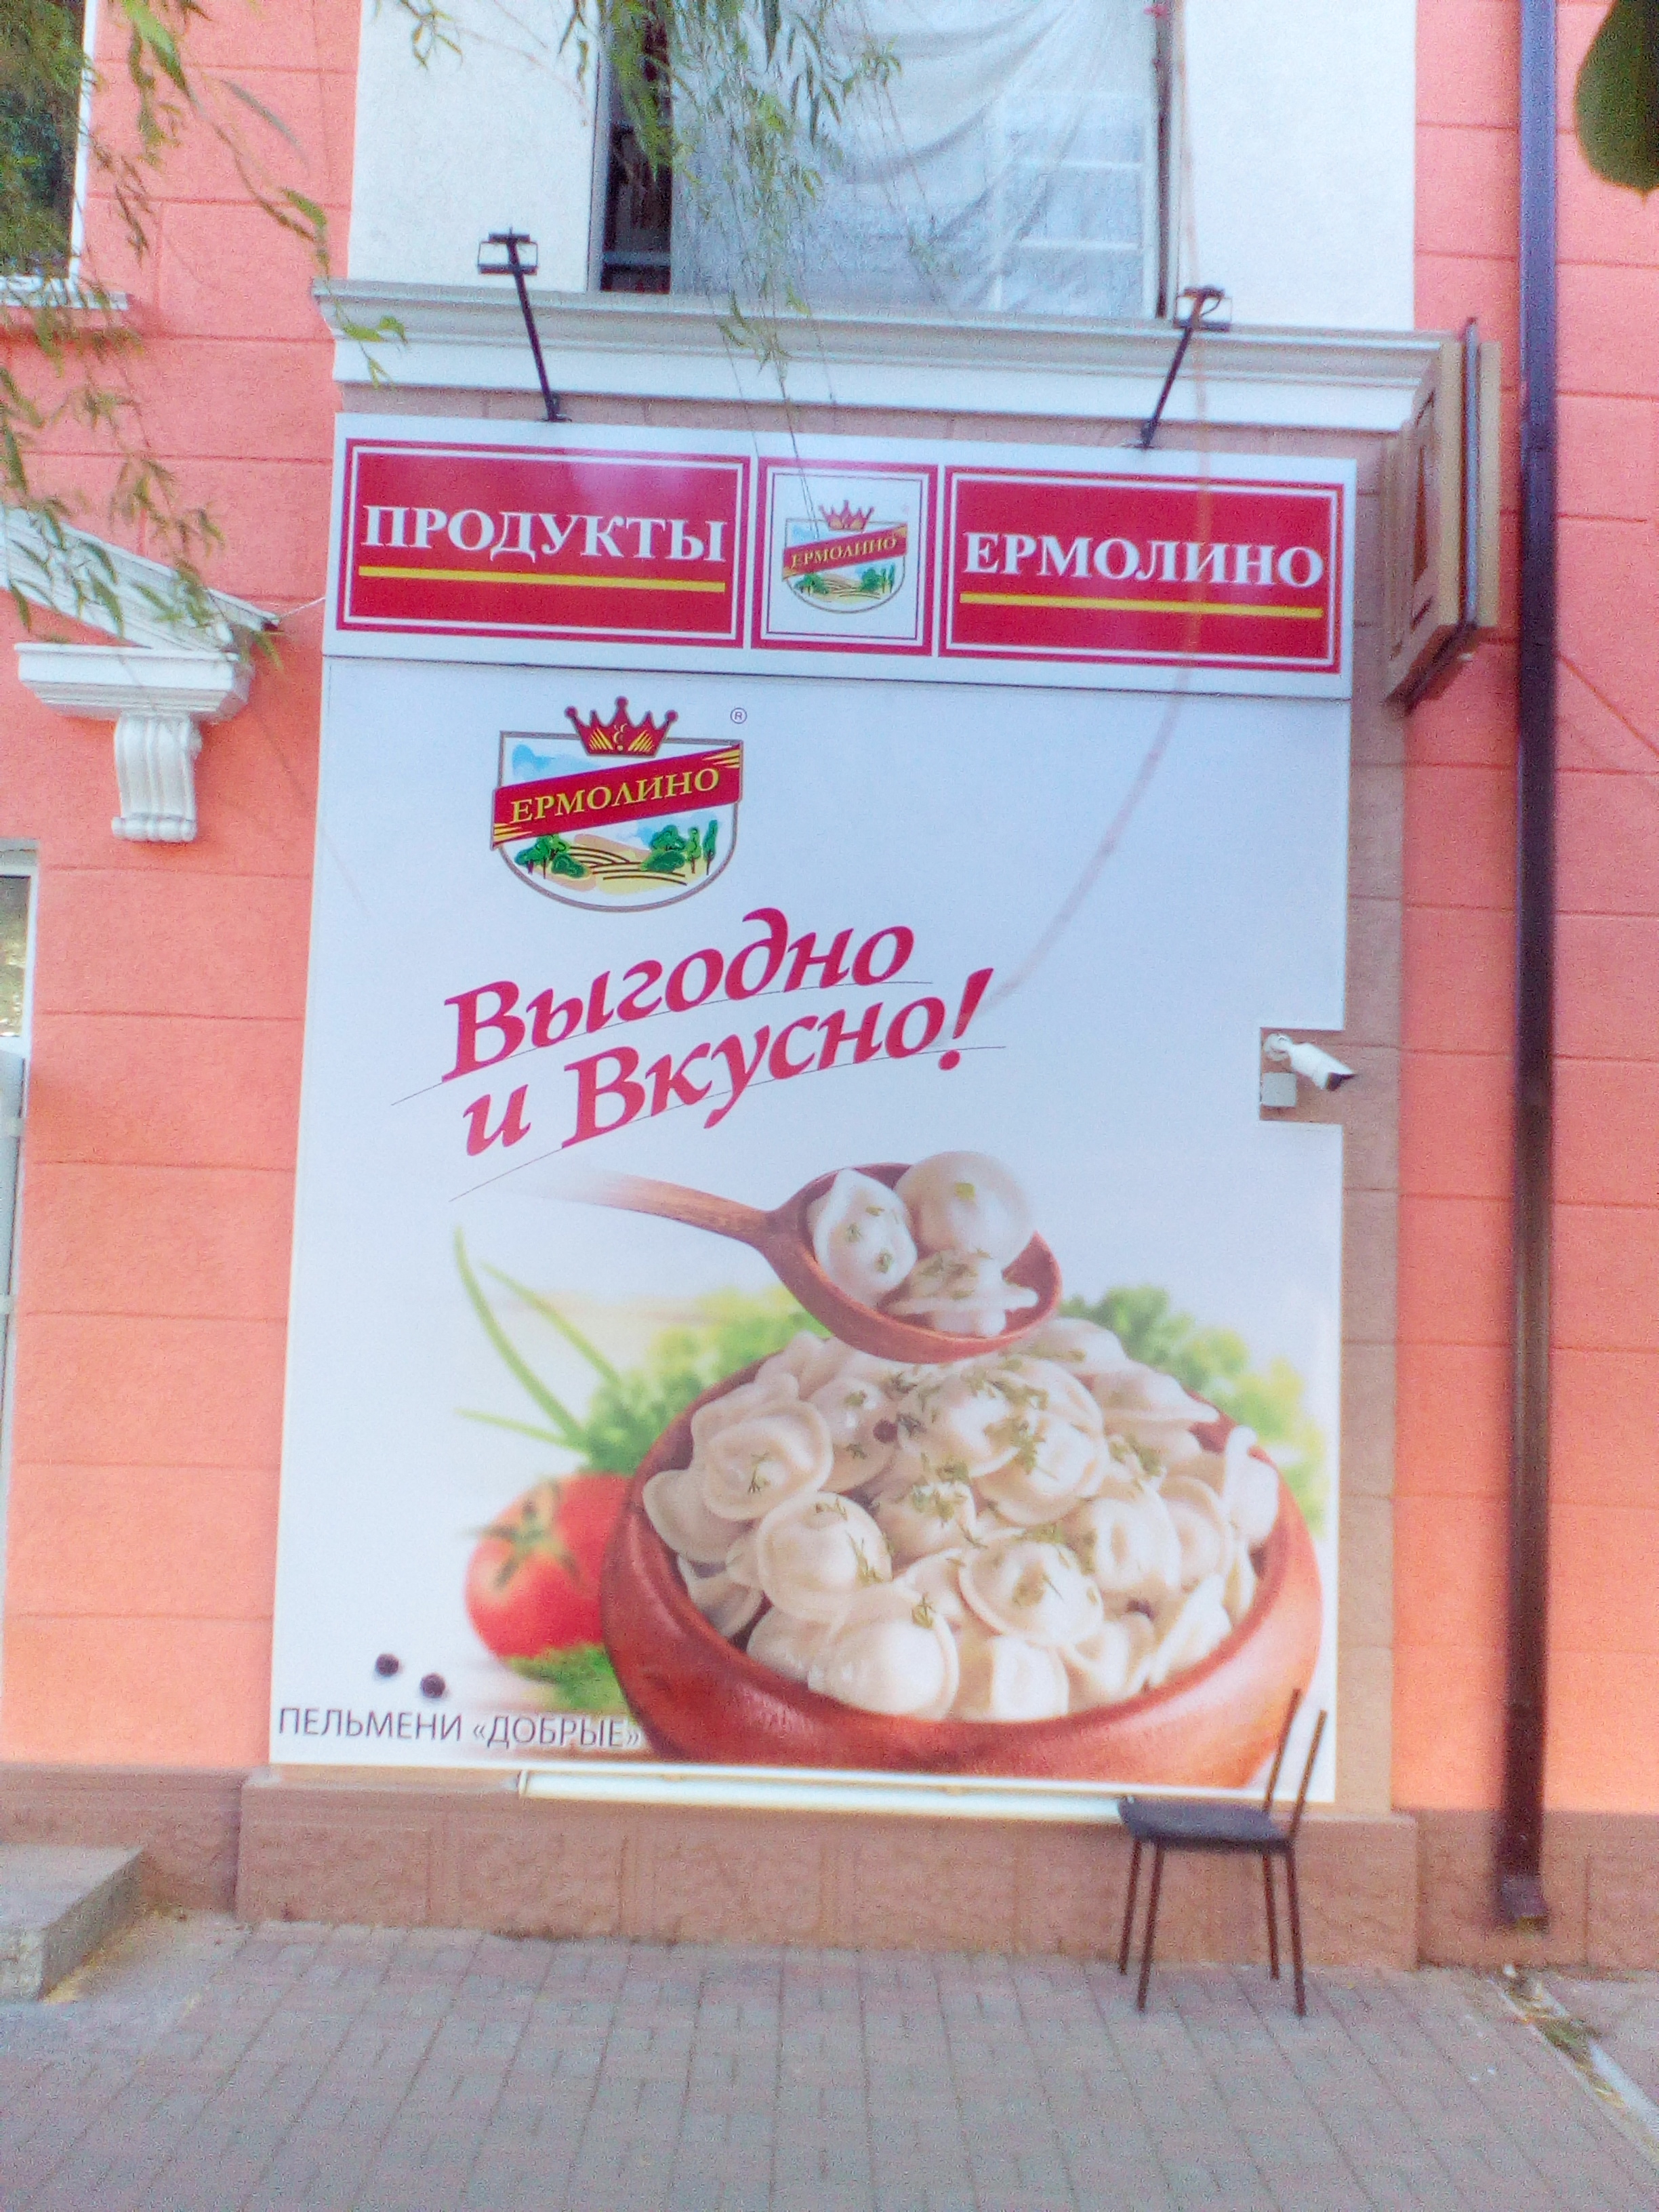 ПРОДУКТЫ
ЕРМОЛИНО
ЕРМОЛИНО
ЕРМОЛИНО
®
Выгодно
и Вкусно!
ПЕЛЬМЕНИ «ДОБРЫЕ»